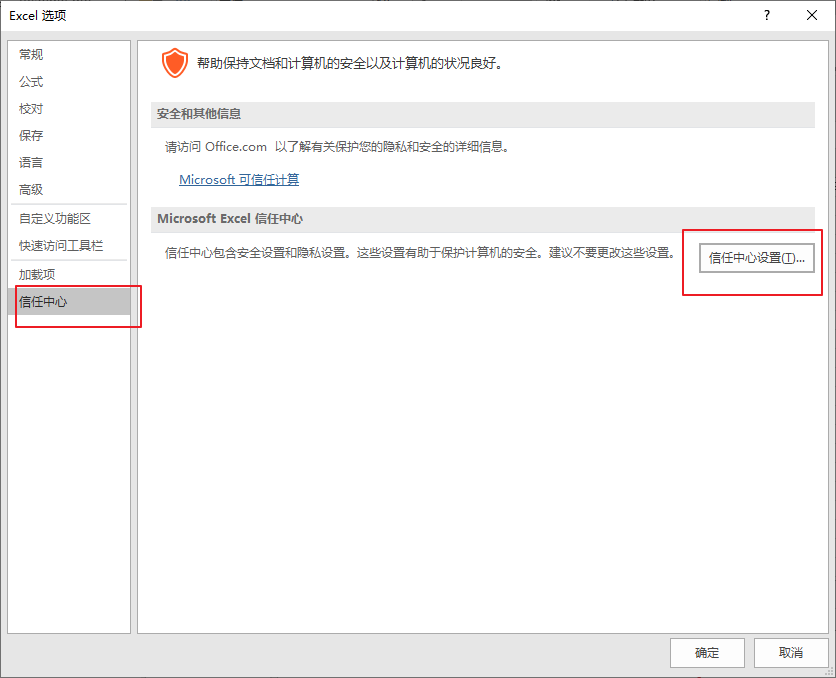 Excel 选项
?
常规
公式
校对
保存
语言
高级
自定义功能区
快速访问工具栏
加载项
信任中心
帮助保持文档和计算机的安全以及计算机的状况良好。
安全和其他信息
请访问 Office.com 以了解有关保护您的隐私和安全的详细信息。
Microsoft 可信任计算
Microsoft Excel 信任中心
信任中心包含安全设置和隐私设置。这些设置有助于保护计算机的安全。建议不要更改这些设置。
信任中心设置(T)...
确定
取消